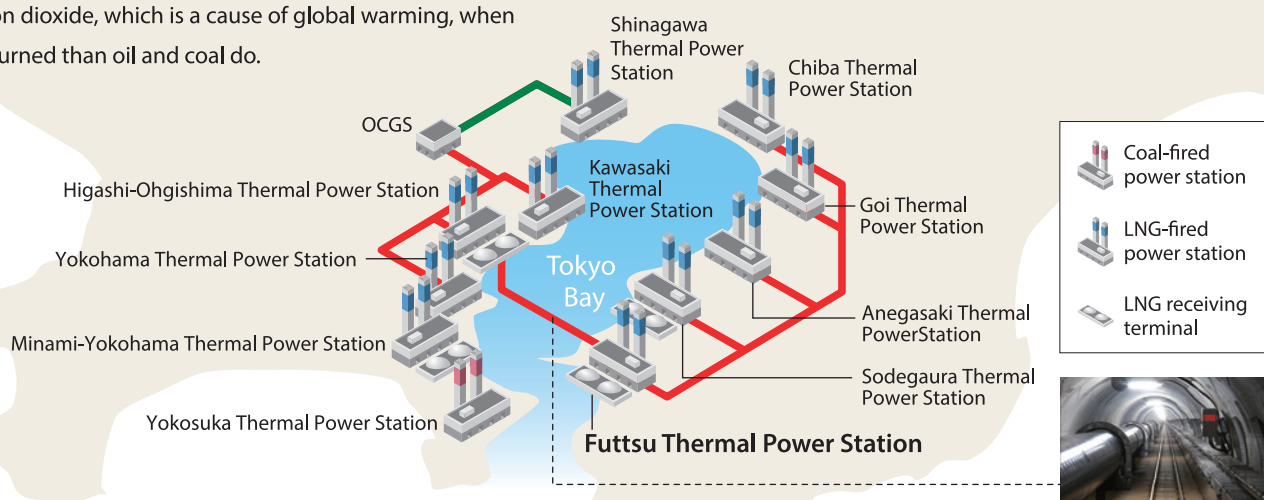 on dioxide, which is a cause of global warming, when
urned than oil and coal do.
Shinagawa
Thermal Power
Station
Chiba Thermal
Power Station
OCGS
Kawasaki
Thermal
Power Station
Higashi-Ohgishima Thermal Power Station
Goi Thermal
Power Station
Yokohama Thermal Power Station
Tokyo
Bay
Minami-Yokohama Thermal Power Station
Anegasaki Thermal
PowerStation
Sodegaura Thermal
Power Station
Yokosuka Thermal Power Station
Futtsu Thermal Power Station
Coal-fired
power station
LNG-fired
power station
LNG receiving
terminal